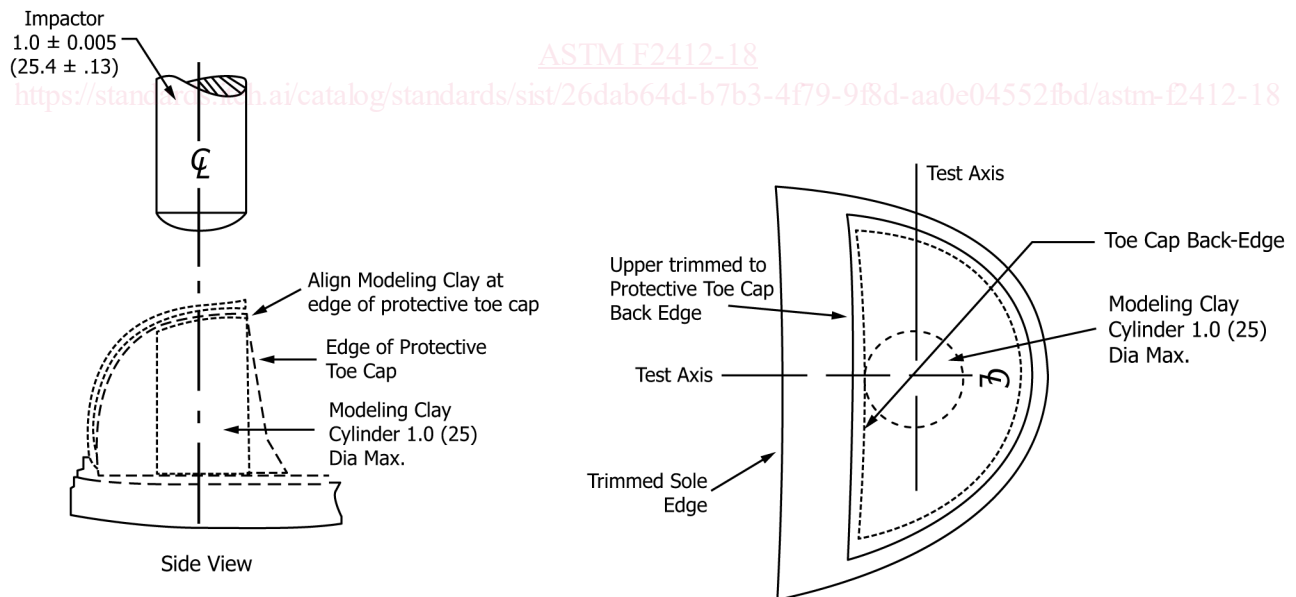 Impactor
1.0 ± 0.005
(25.4 ± .13)
ASTM F2412-18
https://standards.iteh.ai/catalog/standards/sist/26dab64d-b7b3-4f79-9f8d-aa0e04552fbd/astm-f2412-18
℄
Align Modeling Clay at
edge of protective toe cap
Edge of Protective
Toe Cap
Modeling Clay
Cylinder 1.0 (25)
Dia Max.
Side View
Test Axis
Toe Cap Back-Edge
Upper trimmed to
Protective Toe Cap
Back Edge
Modeling Clay
Cylinder 1.0 (25)
Dia Max.
Test Axis
℄
Trimmed Sole
Edge